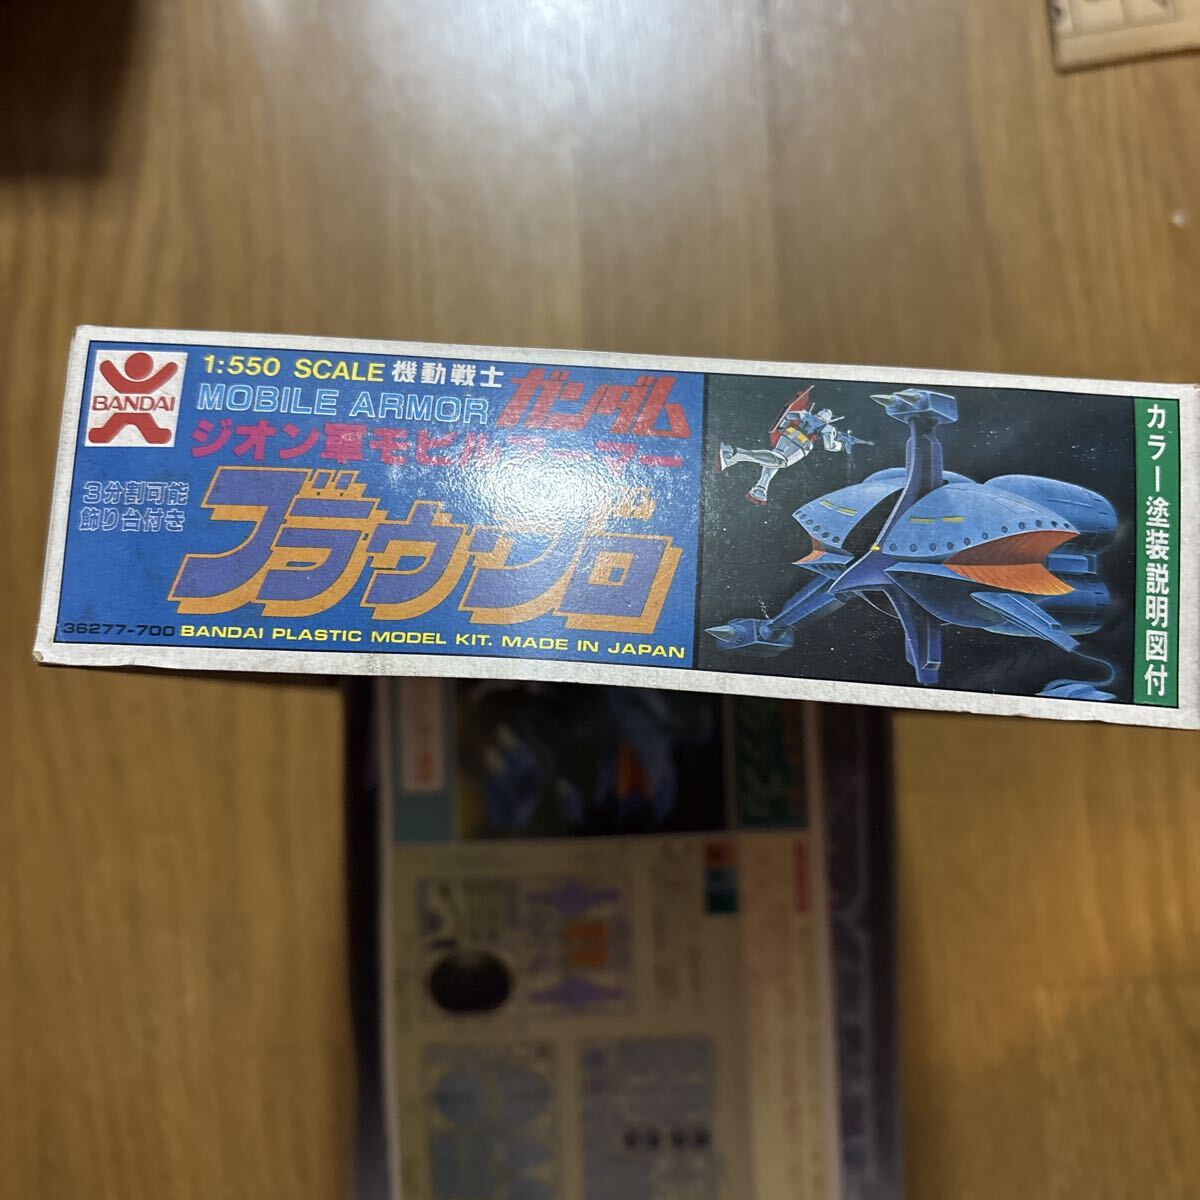 BANDAI
1:550 SCALE 機動戦士
ガンダム
MOBILE ARMOR
ジオン軍モビルアーマー
3分割可能
飾り台付き
ブラウ・ブロ
36277-700 BANDAI PLASTIC MODEL KIT. MADE IN JAPAN
カラー塗装説明図付